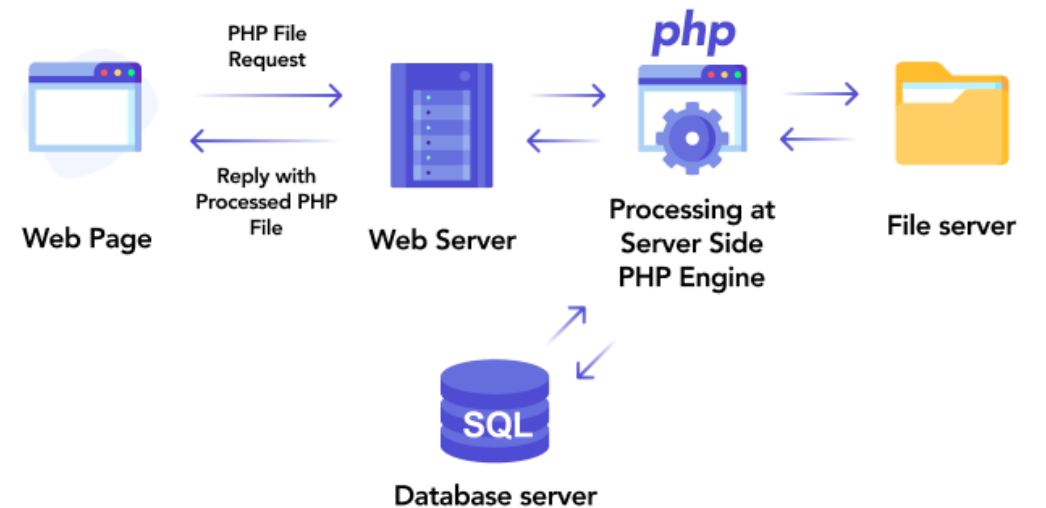 PHP File
Request
php
Reply with
Processed PHP
File
Web Page
Web Server
Processing at
Server Side
PHP Engine
File server
SQL
Database server